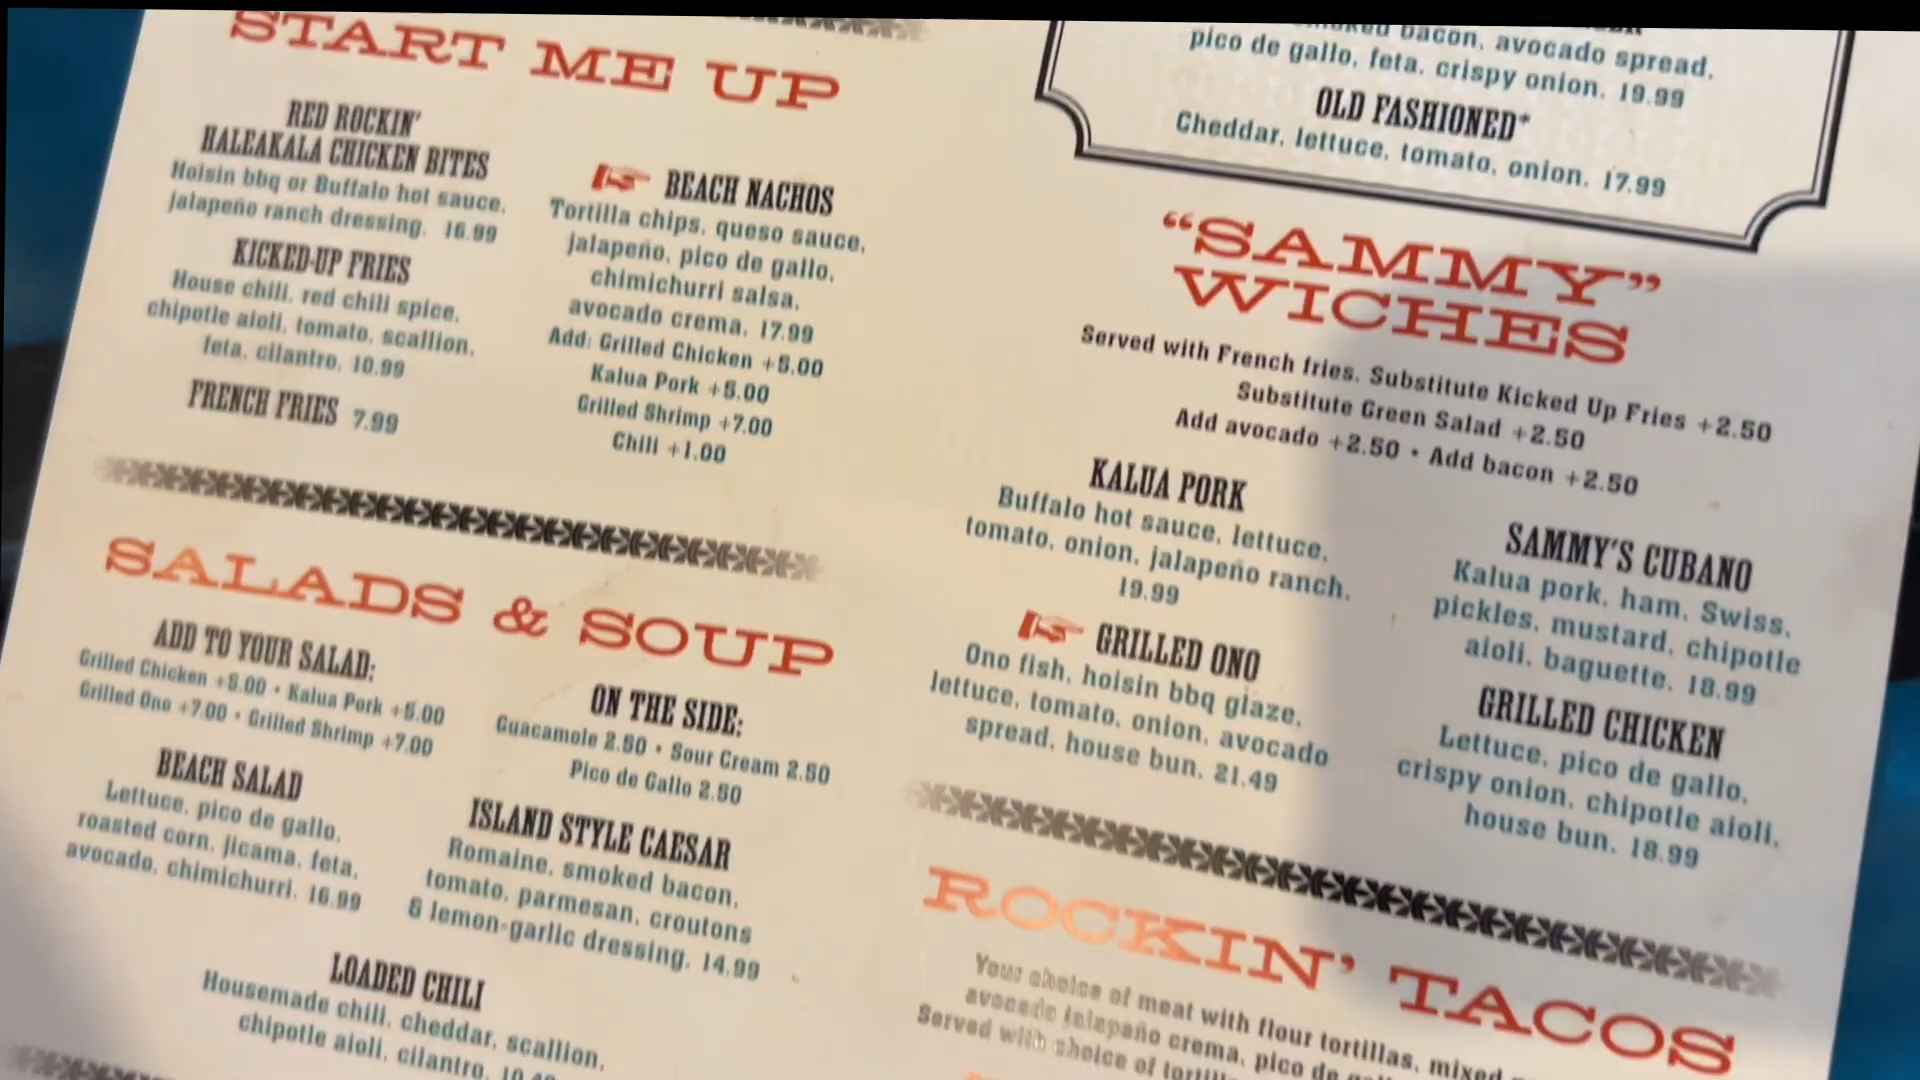 START ME UP
RED ROCKIN'
HALEAKALA CHICKEN BITES
Hoisin bbq or Buffalo hot sauce,
jalapeño ranch dressing. 16.99
KICKED-UP FRIES
House chili, red chili spice,
chipotle aioli, tomato, scallion,
feta, cilantro. 10.99
FRENCH FRIES 7.99
BEACH NACHOS
Tortilla chips, queso sauce,
jalapeño, pico de gallo,
chimichurri salsa,
avocado crema. 17.99
Add: Grilled Chicken +5.00
Kalua Pork +5.00
Grilled Shrimp +7.00
Chili +1.00
SALADS & SOUP
ADD TO YOUR SALAD:
Grilled Chicken +5.00 • Kalua Pork +5.00
Grilled Ono +7.00 • Grilled Shrimp +7.00
BEACH SALAD
Lettuce, pico de gallo,
roasted corn, jicama, feta,
avocado, chimichurri. 16.99
ON THE SIDE:
Guacamole 2.50 • Sour Cream 2.50
Pico de Gallo 2.50
ISLAND STYLE CAESAR
Romaine, smoked bacon,
tomato, parmesan, croutons
& lemon-garlic dressing. 14.99
LOADED CHILI
Housemade chili, cheddar, scallion,
chipotle aioli, cilantro.
bacon, avocado spread,
pico de gallo, feta, crispy onion. 19.99
OLD FASHIONED*
Cheddar, lettuce, tomato, onion. 17.99
"SAMMY"
WICHES
Served with French fries. Substitute Kicked Up Fries +2.50
Substitute Green Salad +2.50
Add avocado +2.50 • Add bacon +2.50
KALUA PORK
Buffalo hot sauce, lettuce,
tomato, onion, jalapeño ranch.
19.99
GRILLED ONO
Ono fish, hoisin bbq glaze,
lettuce, tomato, onion, avocado
spread, house bun. 21.49
SAMMY'S CUBANO
Kalua pork, ham, Swiss,
pickles, mustard, chipotle
aioli, baguette. 18.99
GRILLED CHICKEN
Lettuce, pico de gallo,
crispy onion, chipotle aioli,
house bun. 18.99
ROCKIN' TACOS
Your choice of meat with flour tortillas, mixed
avocado jalapaño crema, pico de
Served with choice of